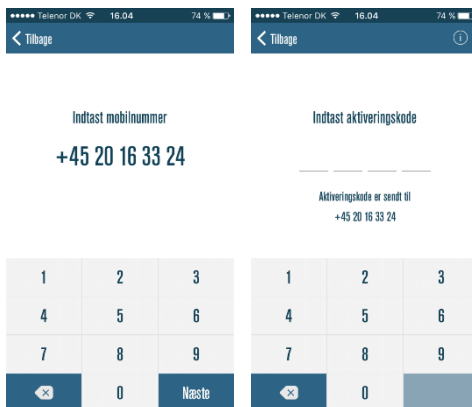 Telenor DK 16.04 74 %
Tilbage
Indtast mobilnummer
+45 20 16 33 24
1 2 3
4 5 6
7 8 9
0 Næste
Telenor DK 16.04 74 %
Tilbage
Indtast aktiveringskode
Aktiveringskode er sendt til
+45 20 16 33 24
1 2 3
4 5 6
7 8 9
0